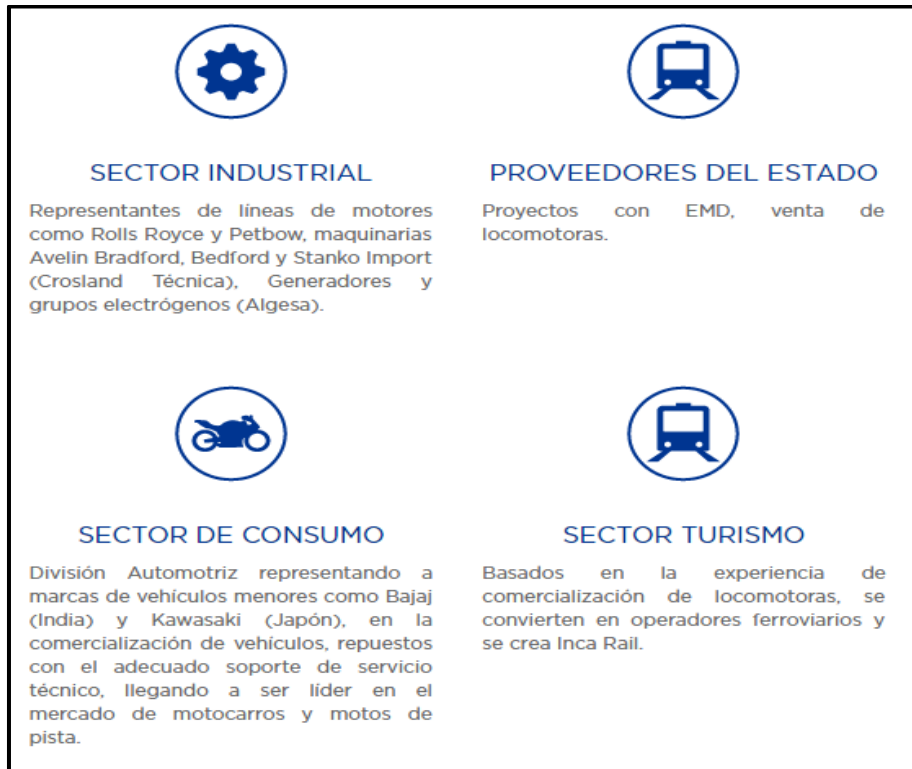 SECTOR INDUSTRIAL
Representantes de líneas de motores
como Rolls Royce y Petbow, maquinarias
Avelin Bradford, Bedford y Stanko Import
(Crosland Técnica), Generadores y
grupos electrógenos (Algesa).
PROVEEDORES DEL ESTADO
Proyectos con EMD, venta de
locomotoras.
SECTOR DE CONSUMO
División Automotriz representando a
marcas de vehículos menores como Bajaj
(India) y Kawasaki (Japón), en la
comercialización de vehículos, repuestos
con el adecuado soporte de servicio
técnico, llegando a ser líder en el
mercado de motocarros y motos de
pista.
SECTOR TURISMO
Basados en la experiencia de
comercialización de locomotoras, se
convierten en operadores ferroviarios y
se crea Inca Rail.